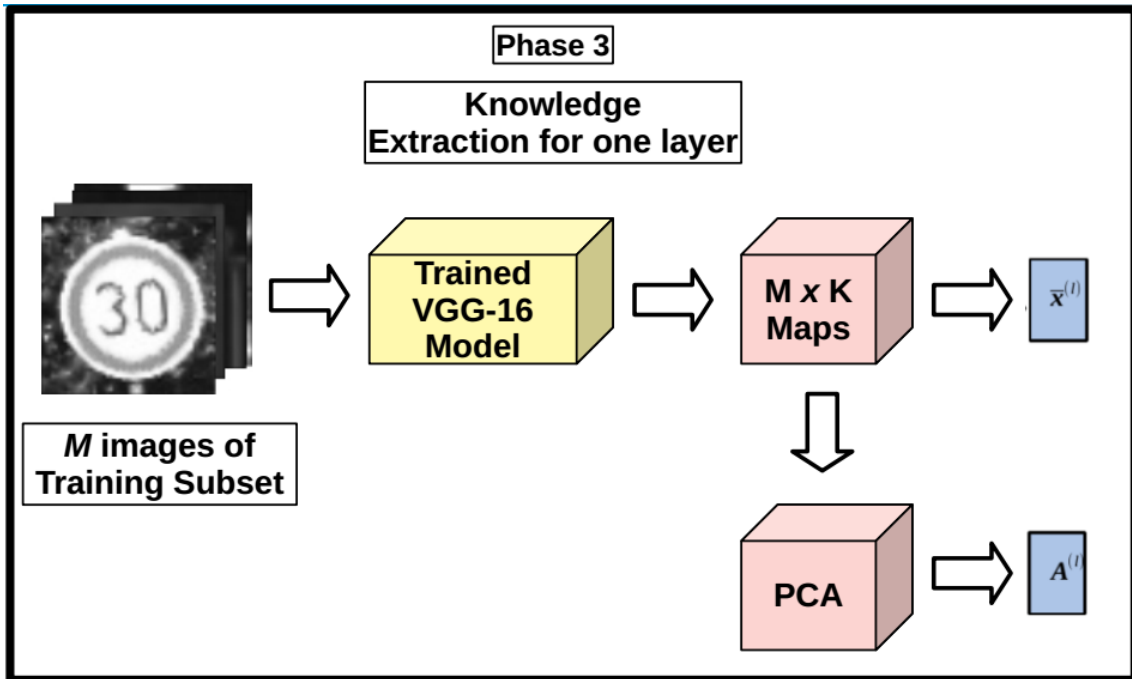 Phase 3
Knowledge
Extraction for one layer
30
Trained
VGG-16
Model
M x K
Maps
x̅⁽ˡ⁾
M images of
Training Subset
PCA
A⁽ˡ⁾